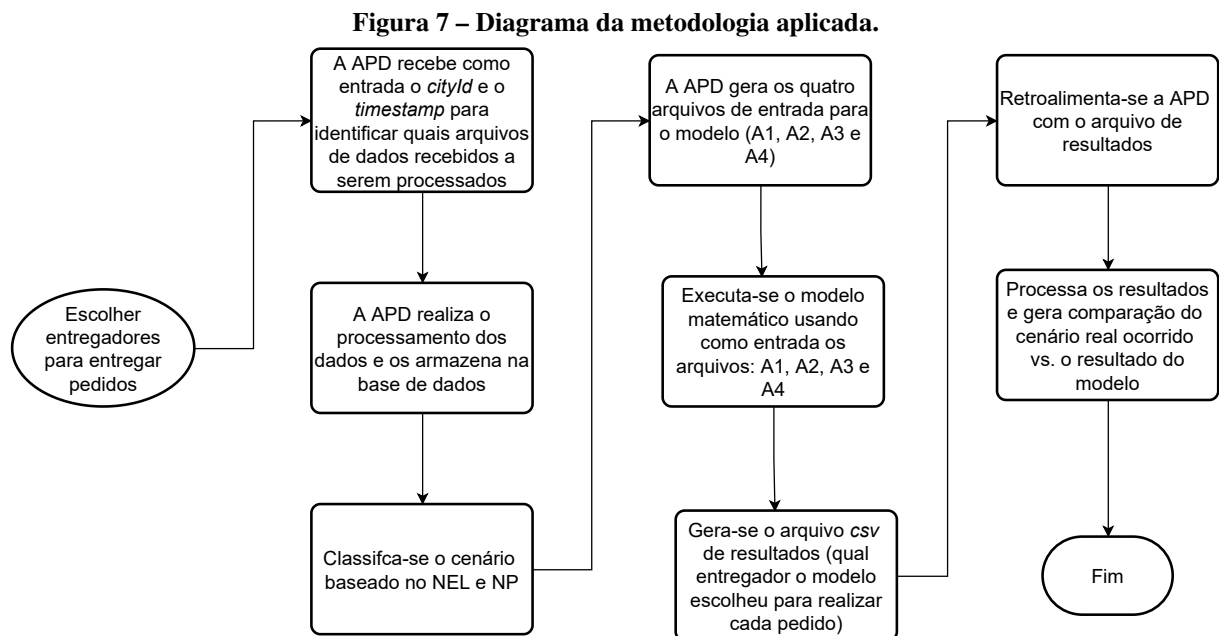 Figura 7 – Diagrama da metodologia aplicada.
Escolher
entregadores
para entregar
pedidos
A APD recebe como
entrada o cityId e o
timestamp para
identificar quais arquivos
de dados recebidos a
serem processados
A APD realiza o
processamento dos
dados e os armazena na
base de dados
Classifca-se o cenário
baseado no NEL e NP
A APD gera os quatro
arquivos de entrada para
o modelo (A1, A2, A3 e
A4)
Executa-se o modelo
matemático usando
como entrada os
arquivos: A1, A2, A3 e
A4
Gera-se o arquivo csv
de resultados (qual
entregador o modelo
escolheu para realizar
cada pedido)
Retroalimenta-se a APD
com o arquivo de
resultados
Processa os resultados
e gera comparação do
cenário real ocorrido
vs. o resultado do
modelo
Fim